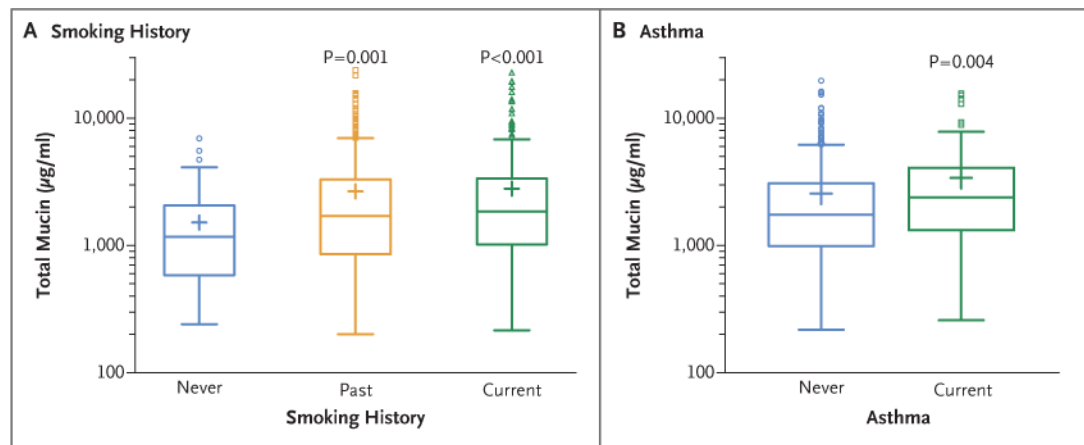 A Smoking History
P=0.001
P<0.001
10,000
1,000
100
Total Mucin (µg/ml)
Never
Past
Current
Smoking History
B Asthma
P=0.004
10,000
1,000
100
Total Mucin (µg/ml)
Never
Current
Asthma